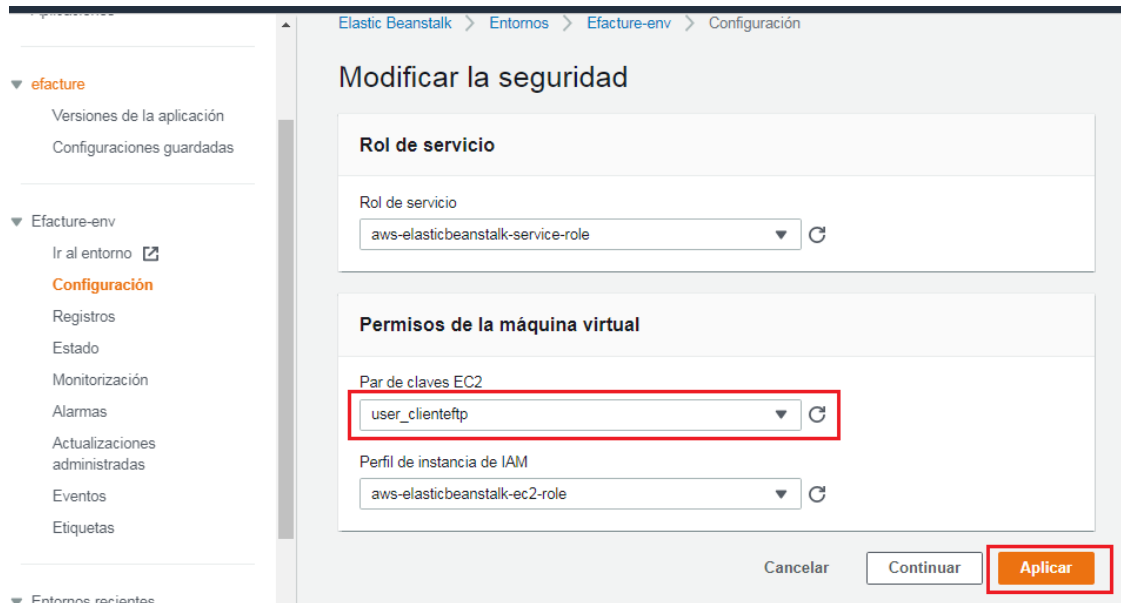 Elastic Beanstalk > Entornos > Efacture-env > Configuración
efacture
Versiones de la aplicación
Configuraciones guardadas
Efacture-env
Ir al entorno
Configuración
Registros
Estado
Monitorización
Alarmas
Actualizaciones
administradas
Eventos
Etiquetas
Entornos recientes
Modificar la seguridad
Rol de servicio
Rol de servicio
aws-elasticbeanstalk-service-role
Permisos de la máquina virtual
Par de claves EC2
user_clienteftp
Perfil de instancia de IAM
aws-elasticbeanstalk-ec2-role
Cancelar
Continuar
Aplicar